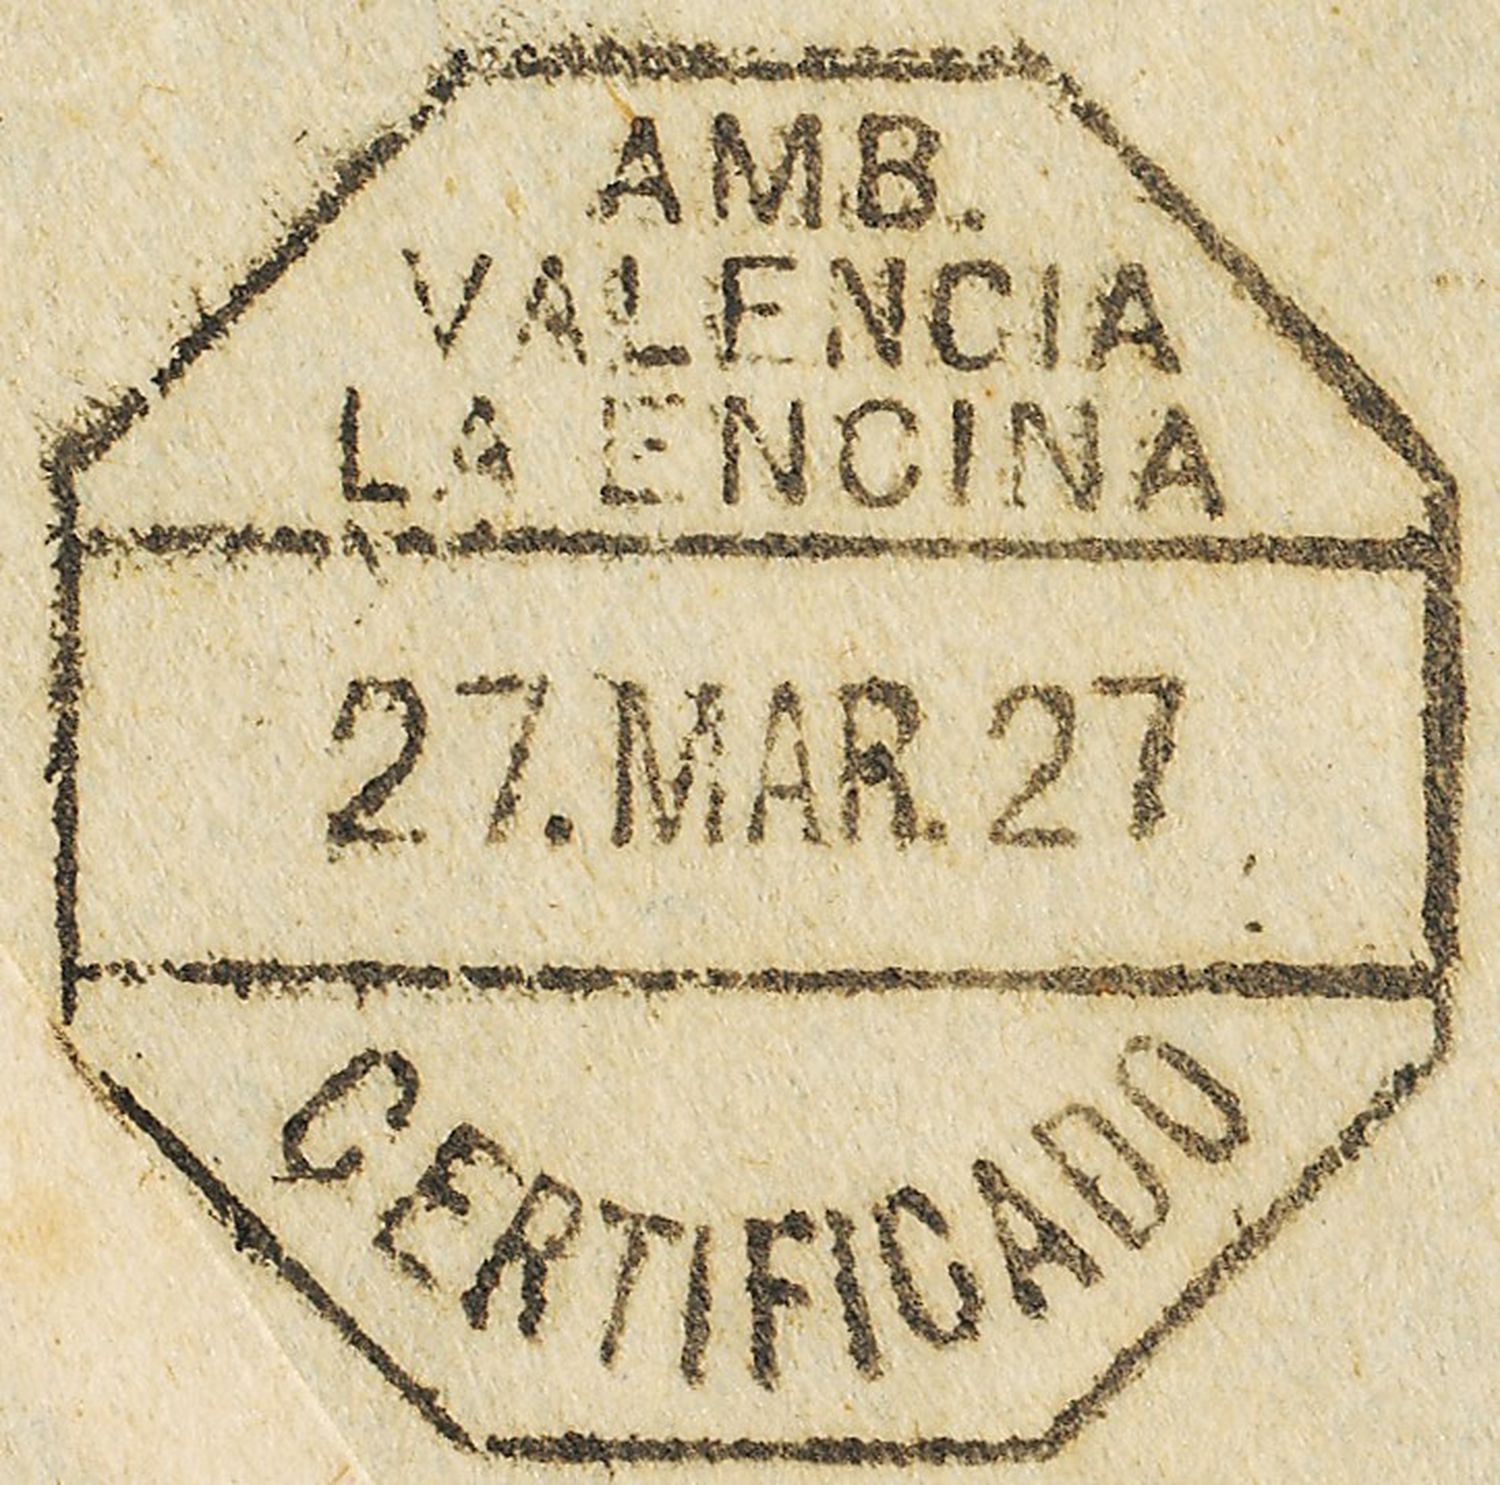 AMB.
VALENCIA
LA ENCINA
27.MAR.27
CERTIFICADO